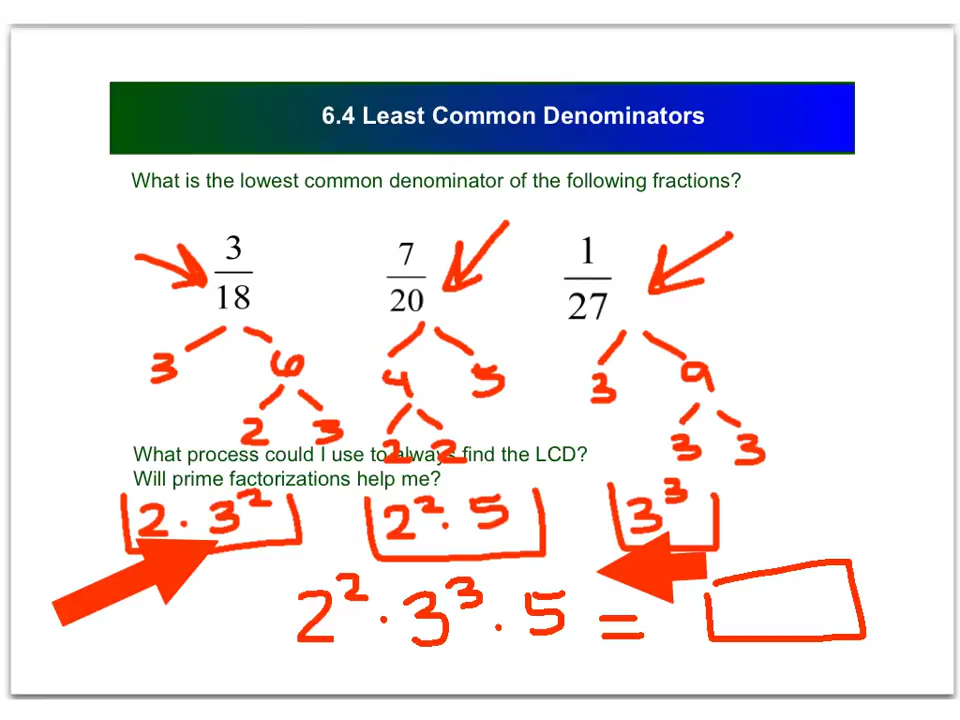 6.4 Least Common Denominators
What is the lowest common denominator of the following fractions?
3/18 7/20 1/27
3 6 4 5 3 9
2 3 2 2 3 3
What process could I use to always find the LCD?
Will prime factorizations help me?
2 · 3² 2² · 5 3³
2² · 3³ · 5 =